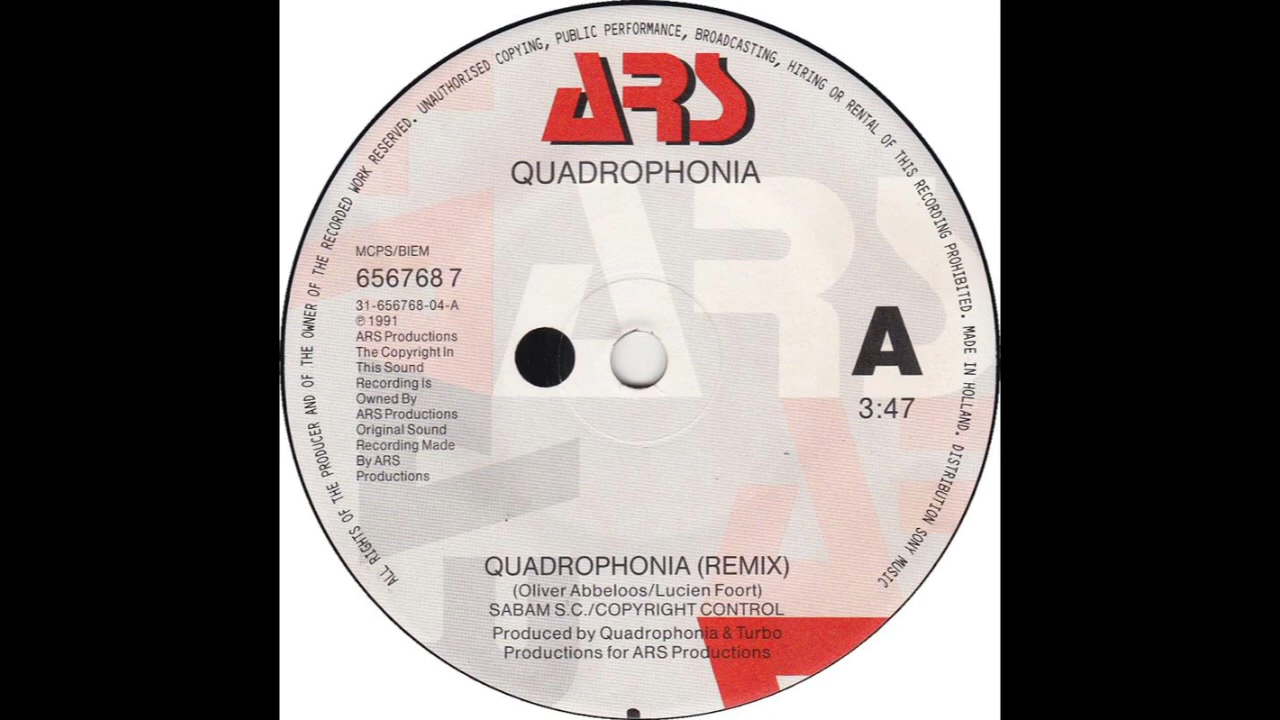 ALL RIGHTS OF THE PRODUCER AND OF THE OWNER OF THE RECORDED WORK RESERVED. UNAUTHORISED COPYING, PUBLIC PERFORMANCE, BROADCASTING, HIRING OR RENTAL OF THIS RECORDING PROHIBITED. MADE IN HOLLAND. DISTRIBUTION SONY MUSIC
ARS
QUADROPHONIA
ARS
MCPS/BIEM
656768 7
31-656768-04-A
℗ 1991
ARS Productions
The Copyright In
This Sound
Recording Is
Owned By
ARS Productions
Original Sound
Recording Made
By ARS
Productions
A
3:47
QUADROPHONIA (REMIX)
(Oliver Abbeloos/Lucien Foort)
SABAM S.C./COPYRIGHT CONTROL
Produced by Quadrophonia & Turbo
Productions for ARS Productions